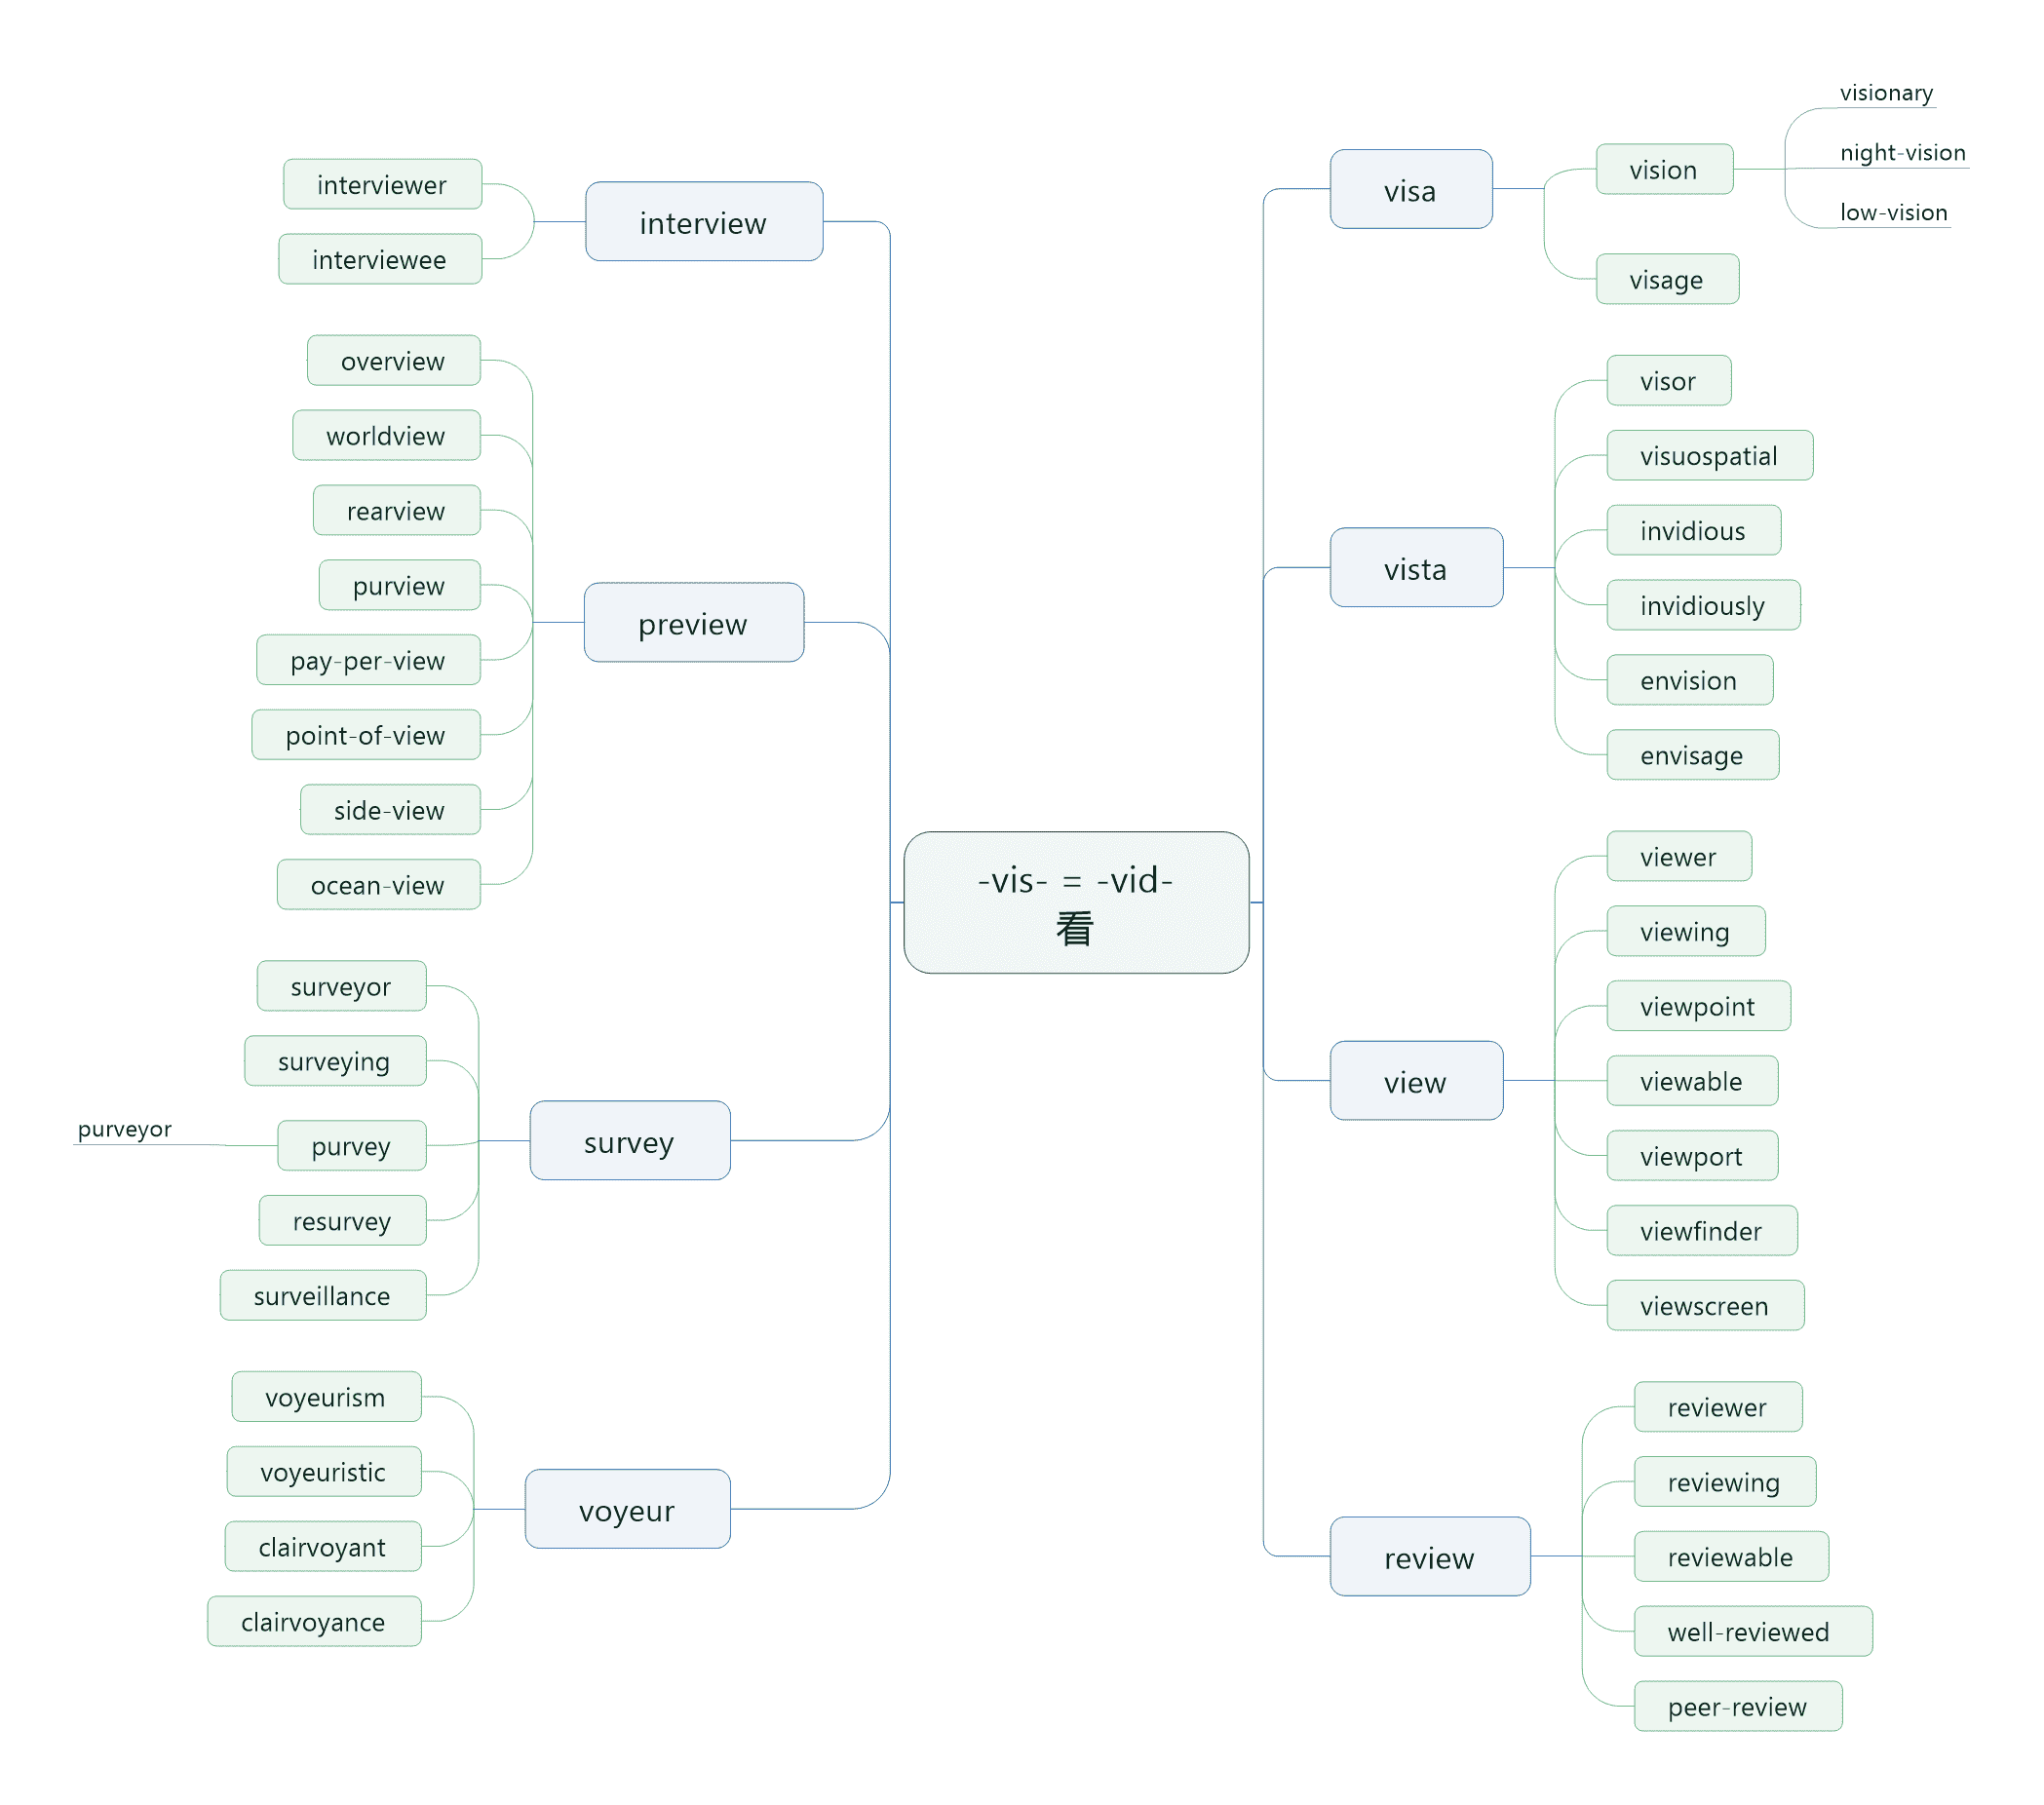 -vis- = -vid-
看
visa
vision
visionary
night-vision
low-vision
visage
vista
visor
visuospatial
invidious
invidiously
envision
envisage
view
viewer
viewing
viewpoint
viewable
viewport
viewfinder
viewscreen
review
reviewer
reviewing
reviewable
well-reviewed
peer-review
interview
interviewer
interviewee
preview
overview
worldview
rearview
purview
pay-per-view
point-of-view
side-view
ocean-view
survey
surveyor
surveying
purvey
purveyor
resurvey
surveillance
voyeur
voyeurism
voyeuristic
clairvoyant
clairvoyance